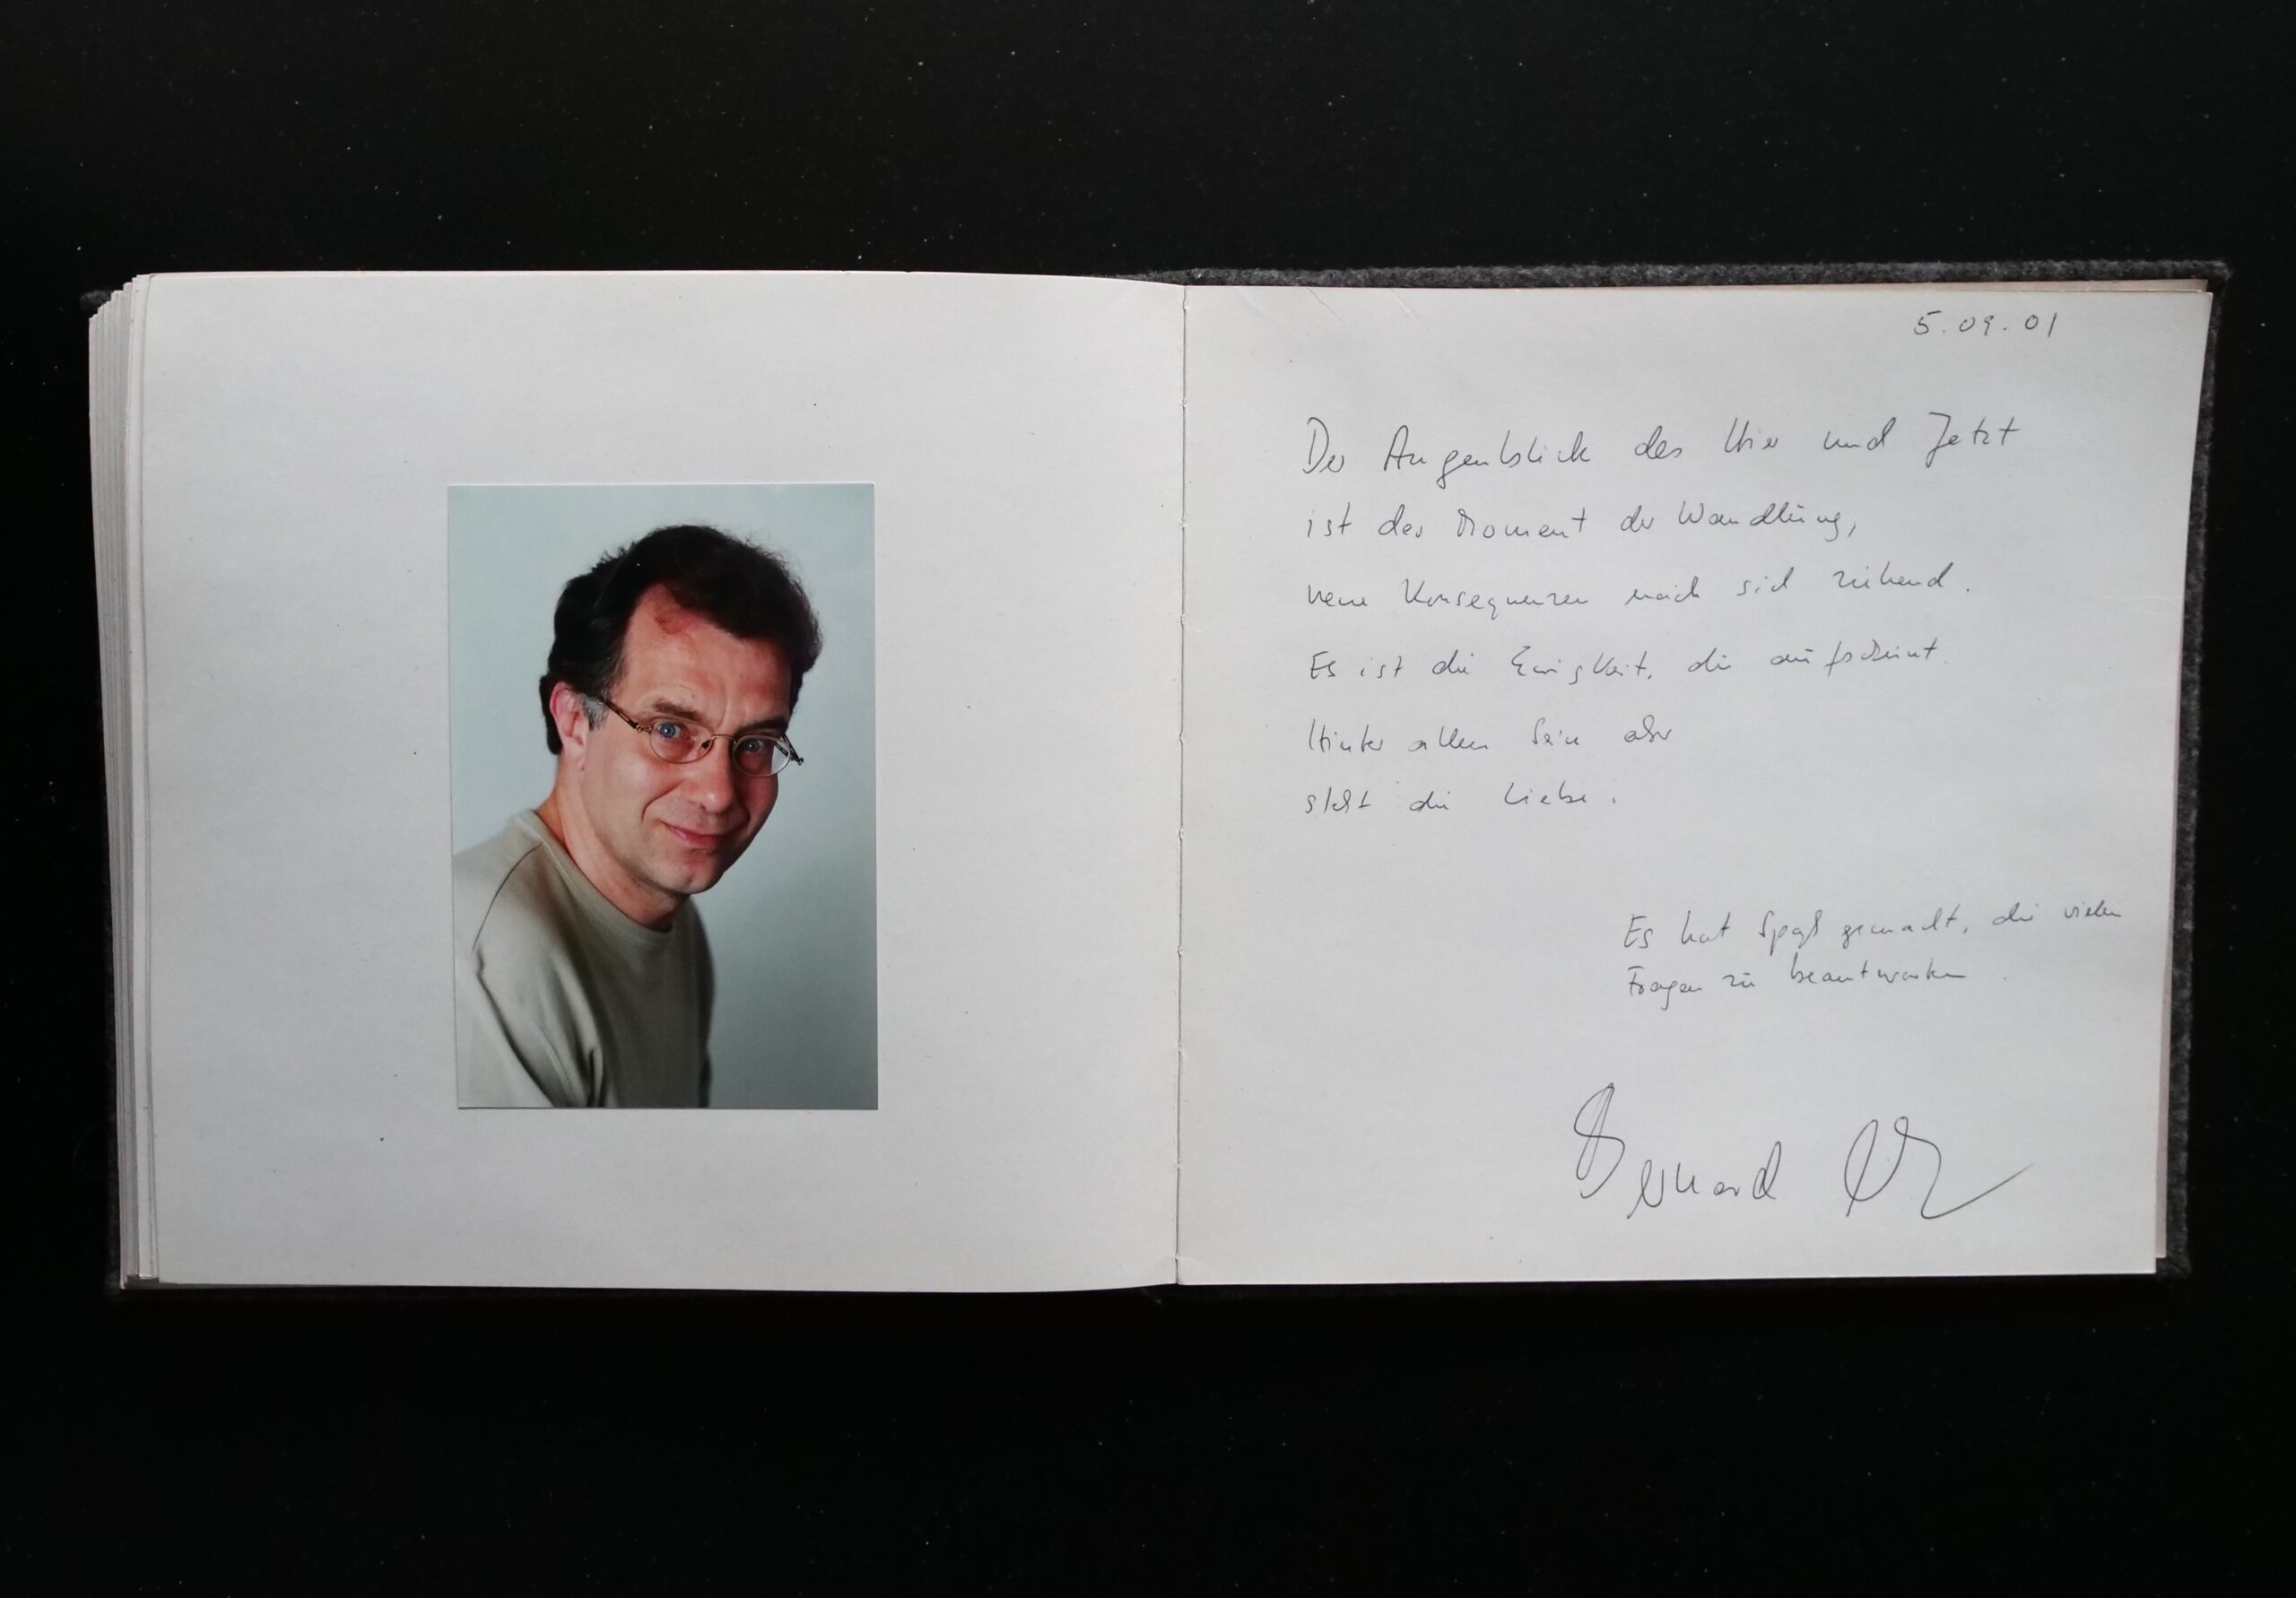 5.09.01
Der Augenblick des Hier und Jetzt
ist der Moment der Wandlung,
neue Konsequenzen nach sich ziehend.
Es ist die Ewigkeit, die aufscheint.
Hinter allem Sein aber
steht die Liebe.
Es hat Spaß gemacht, die vielen
Fragen zu beantworten.
Bernhard